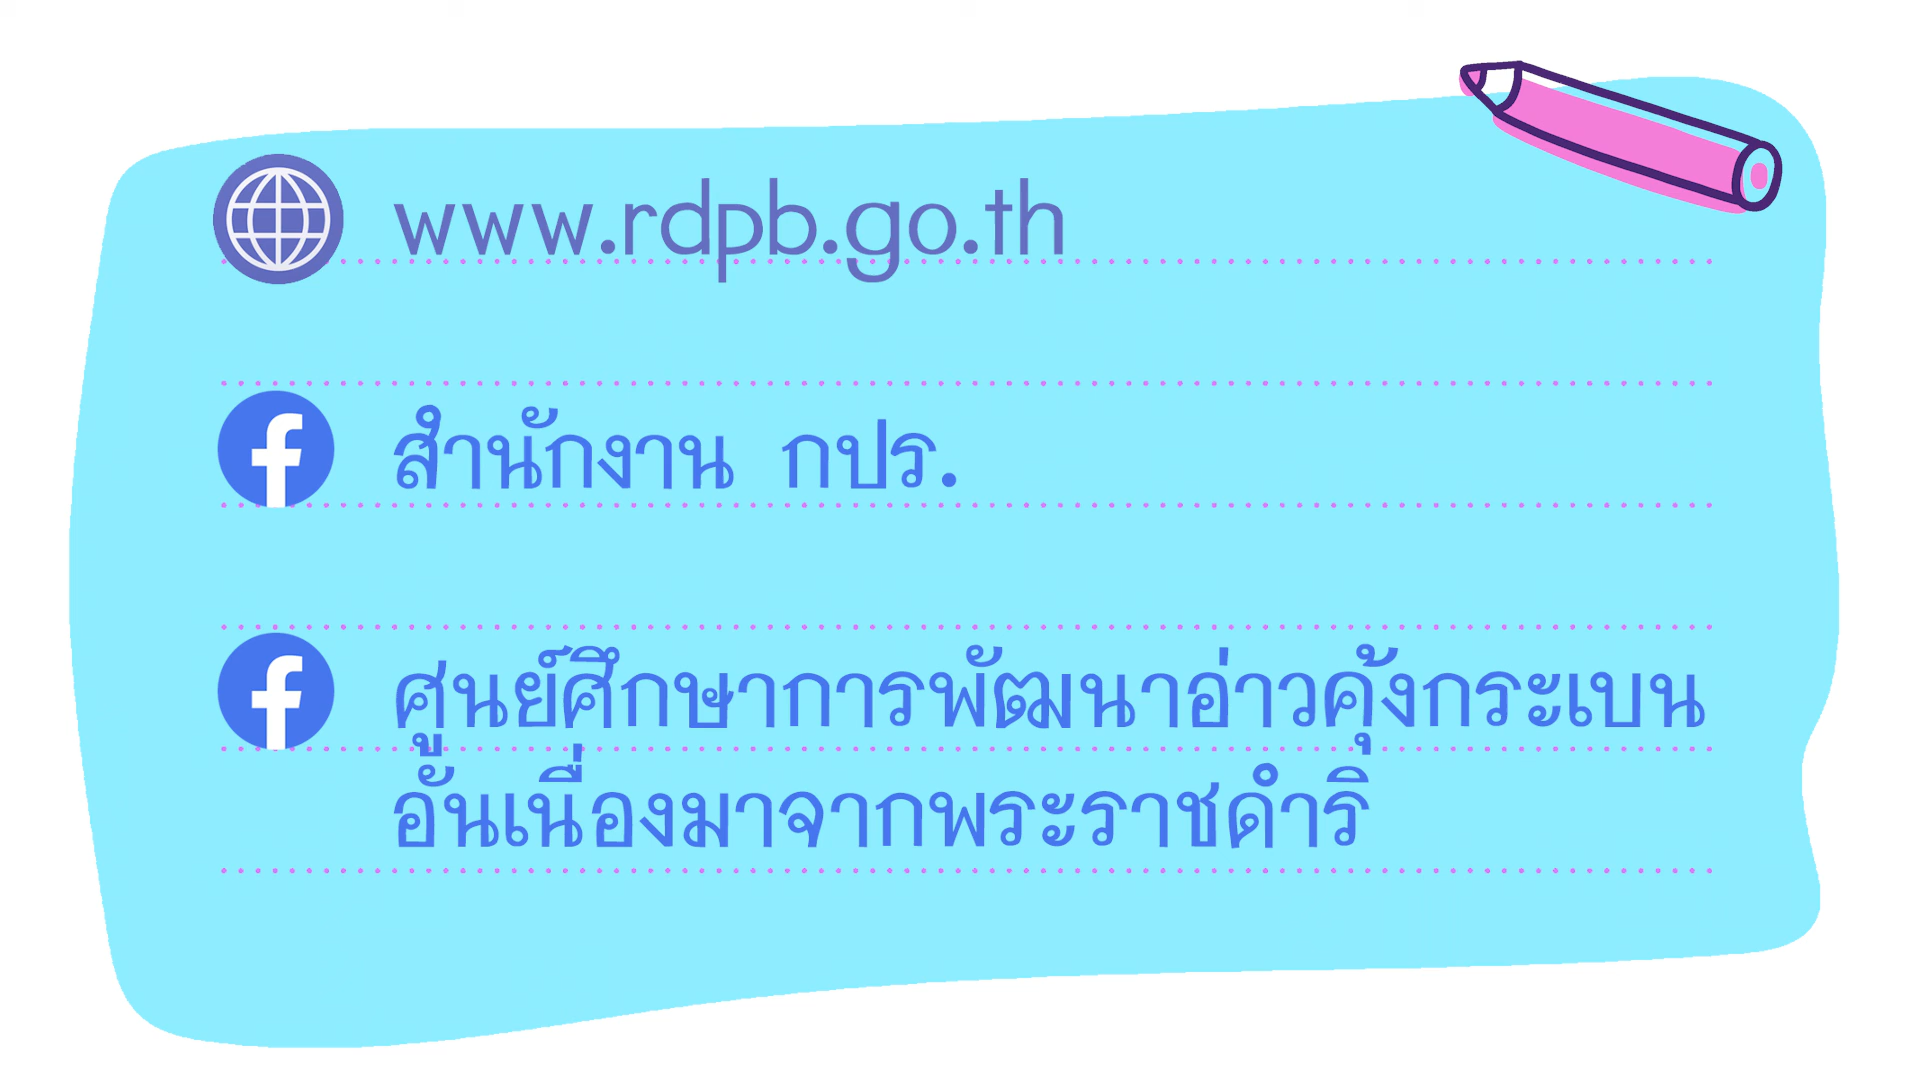 www.rdpb.go.th
สำนักงาน กปร.
ศูนย์ศึกษาการพัฒนาอ่าวคุ้งกระเบน
อันเนื่องมาจากพระราชดำริ